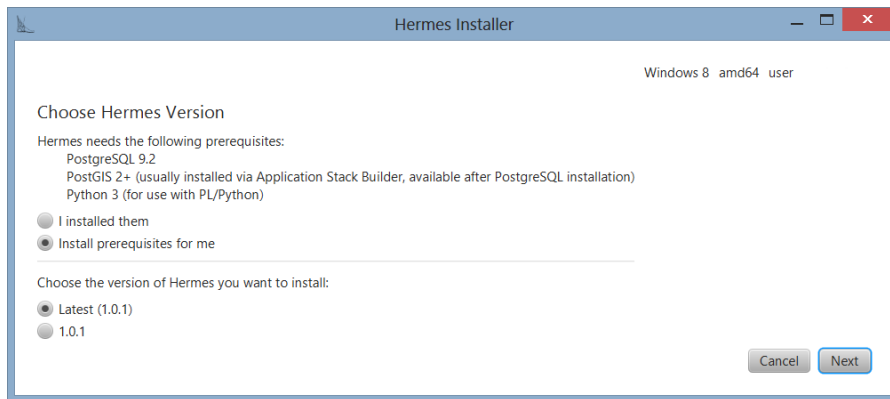 Hermes Installer
Windows 8 amd64 user
Choose Hermes Version
Hermes needs the following prerequisites:
PostgreSQL 9.2
PostGIS 2+ (usually installed via Application Stack Builder, available after PostgreSQL installation)
Python 3 (for use with PL/Python)
I installed them
Install prerequisites for me
Choose the version of Hermes you want to install:
Latest (1.0.1)
1.0.1
Cancel Next